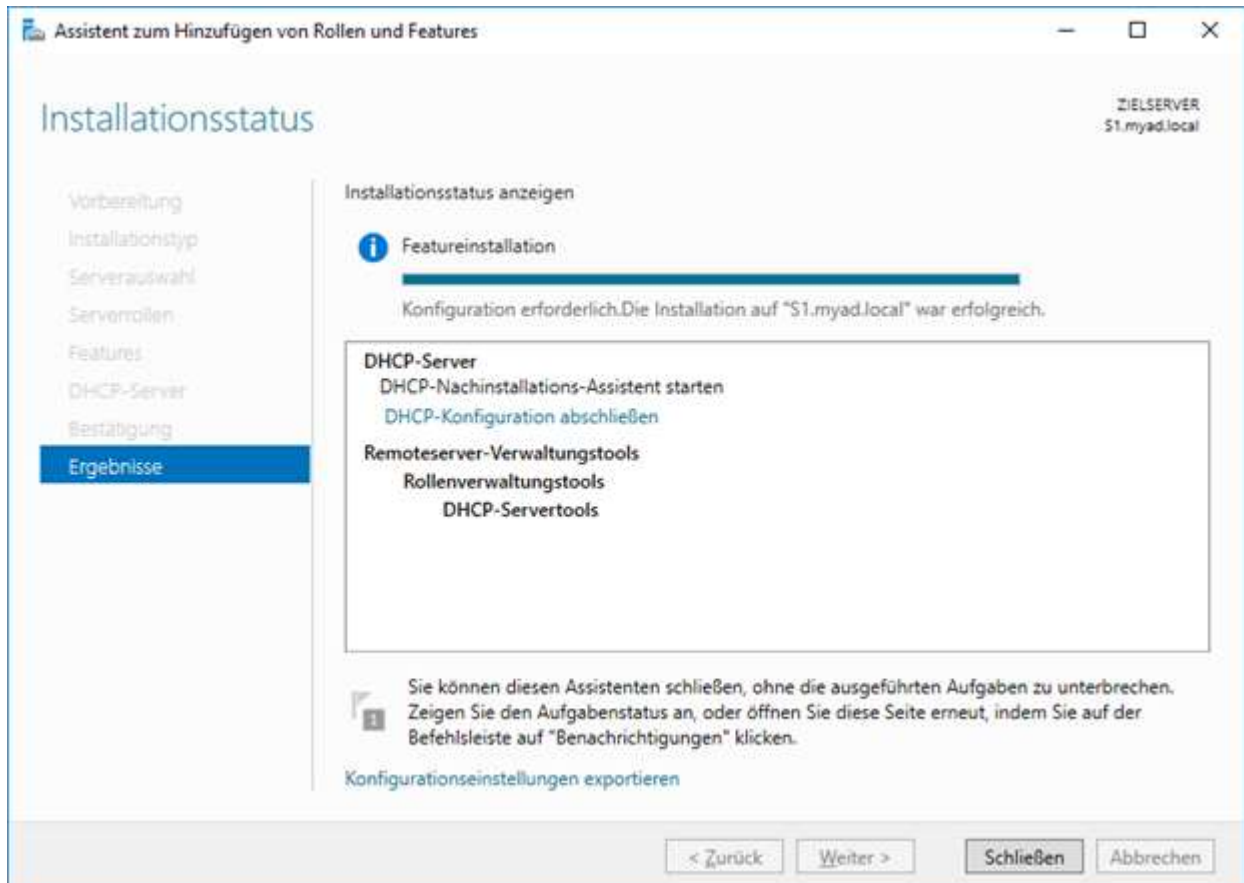 Assistent zum Hinzufügen von Rollen und Features
Installationsstatus
ZIELSERVER
S1.myad.local
Vorbereitung
Installationstyp
Serverauswahl
Serverrollen
Features
DHCP-Server
Bestätigung
Ergebnisse
Installationsstatus anzeigen
Featureinstallation
Konfiguration erforderlich.Die Installation auf "S1.myad.local" war erfolgreich.
DHCP-Server
DHCP-Nachinstallations-Assistent starten
DHCP-Konfiguration abschließen
Remoteserver-Verwaltungstools
Rollenverwaltungstools
DHCP-Servertools
1
Sie können diesen Assistenten schließen, ohne die ausgeführten Aufgaben zu unterbrechen.
Zeigen Sie den Aufgabenstatus an, oder öffnen Sie diese Seite erneut, indem Sie auf der
Befehlsleiste auf "Benachrichtigungen" klicken.
Konfigurationseinstellungen exportieren
< Zurück
Weiter >
Schließen
Abbrechen